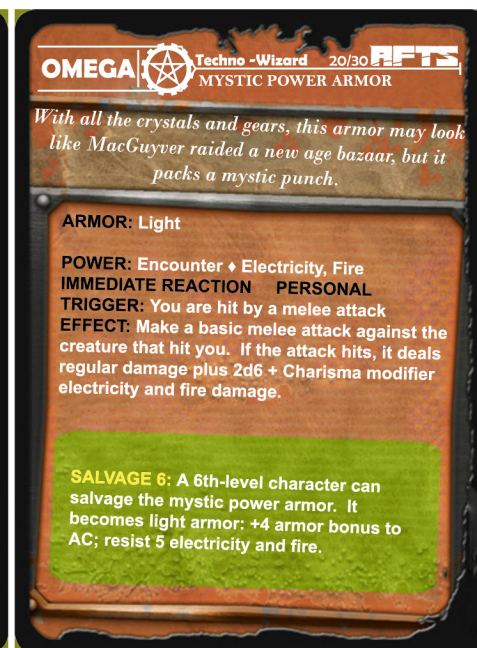 OMEGA Techno -Wizard 20/30 RFTS
MYSTIC POWER ARMOR
With all the crystals and gears, this armor may look
like MacGuyver raided a new age bazaar, but it
packs a mystic punch.
ARMOR: Light
POWER: Encounter ♦ Electricity, Fire
IMMEDIATE REACTION PERSONAL
TRIGGER: You are hit by a melee attack
EFFECT: Make a basic melee attack against the
creature that hit you. If the attack hits, it deals
regular damage plus 2d6 + Charisma modifier
electricity and fire damage.
SALVAGE 6: A 6th-level character can
salvage the mystic power armor. It
becomes light armor: +4 armor bonus to
AC; resist 5 electricity and fire.